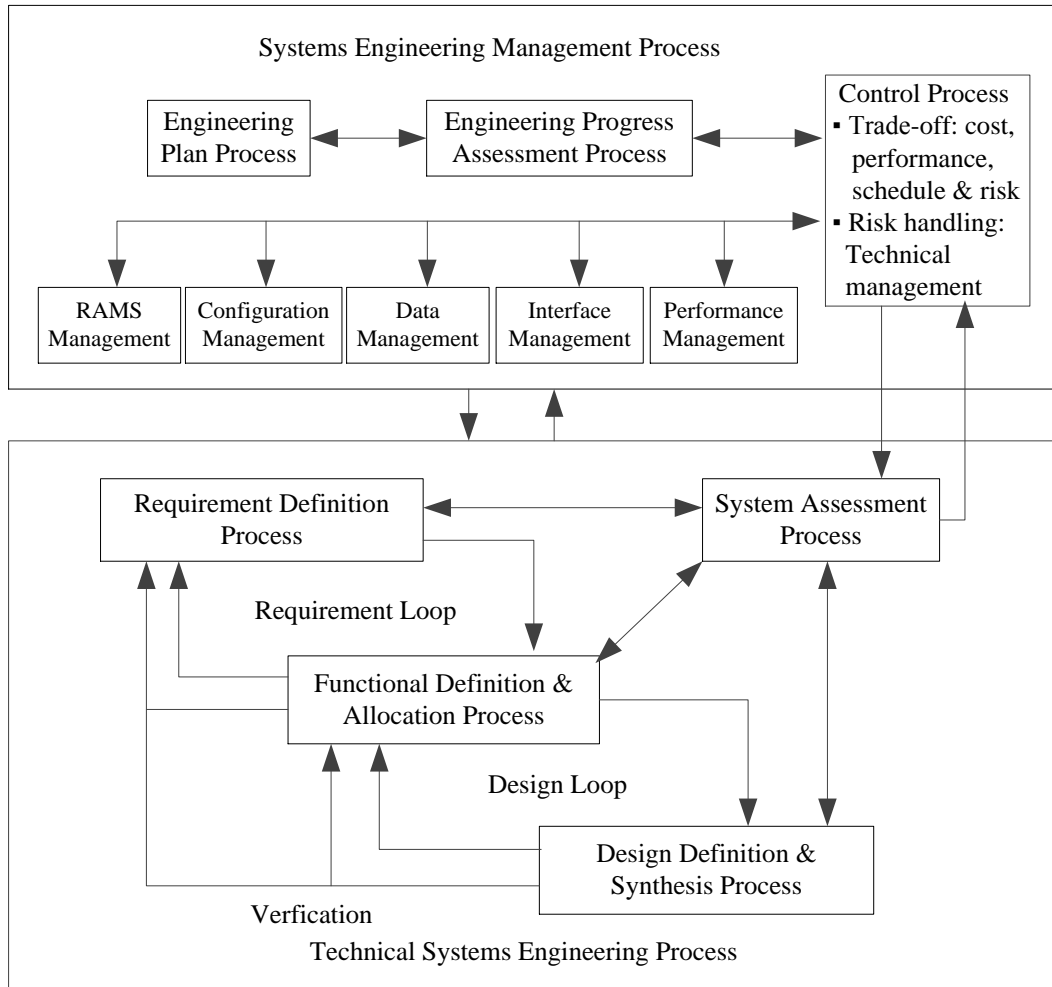 Systems Engineering Management Process
Engineering
Plan Process
Engineering Progress
Assessment Process
Control Process
▪ Trade-off: cost,
performance,
schedule & risk
▪ Risk handling:
Technical
management
RAMS
Management
Configuration
Management
Data
Management
Interface
Management
Performance
Management
Requirement Definition
Process
System Assessment
Process
Requirement Loop
Functional Definition &
Allocation Process
Design Loop
Design Definition &
Synthesis Process
Verfication
Technical Systems Engineering Process